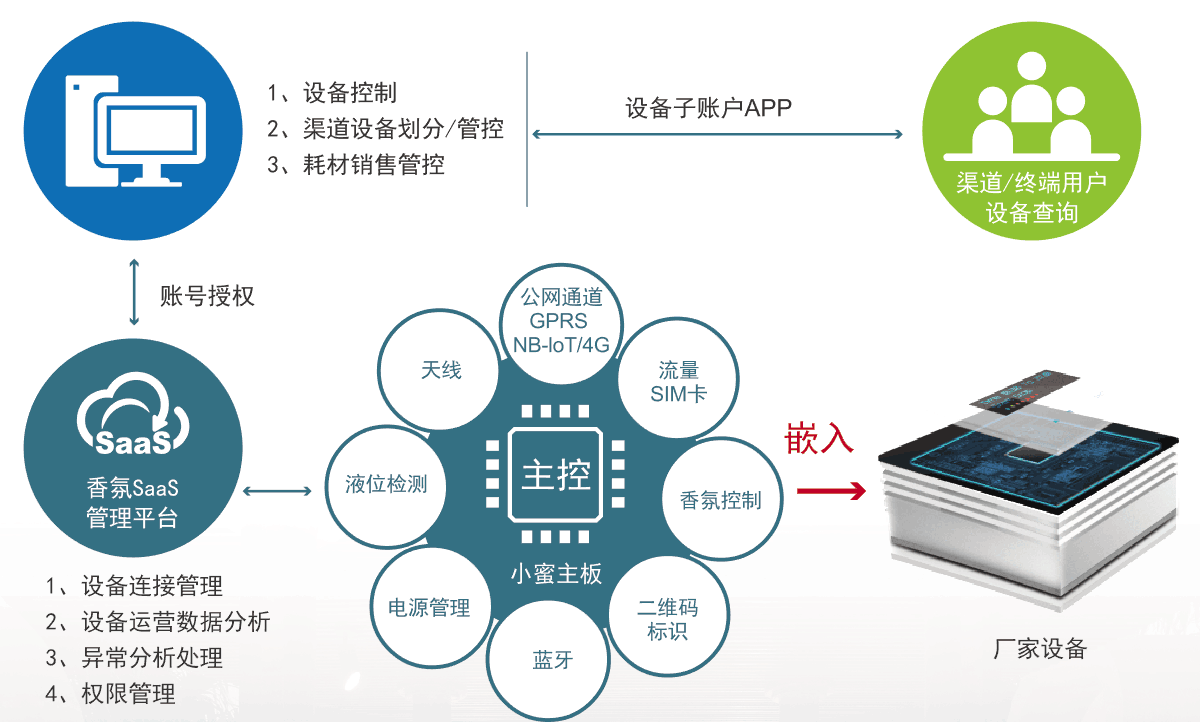 1、设备控制
2、渠道设备划分/管控
3、耗材销售管控
设备子账户APP
渠道/终端用户
设备查询
账号授权
SaaS
香氛SaaS
管理平台
1、设备连接管理
2、设备运营数据分析
3、异常分析处理
4、权限管理
公网通道
GPRS
NB-IoT/4G
天线
流量
SIM卡
液位检测
主控
香氛控制
小蜜主板
电源管理
二维码
标识
蓝牙
嵌入
厂家设备